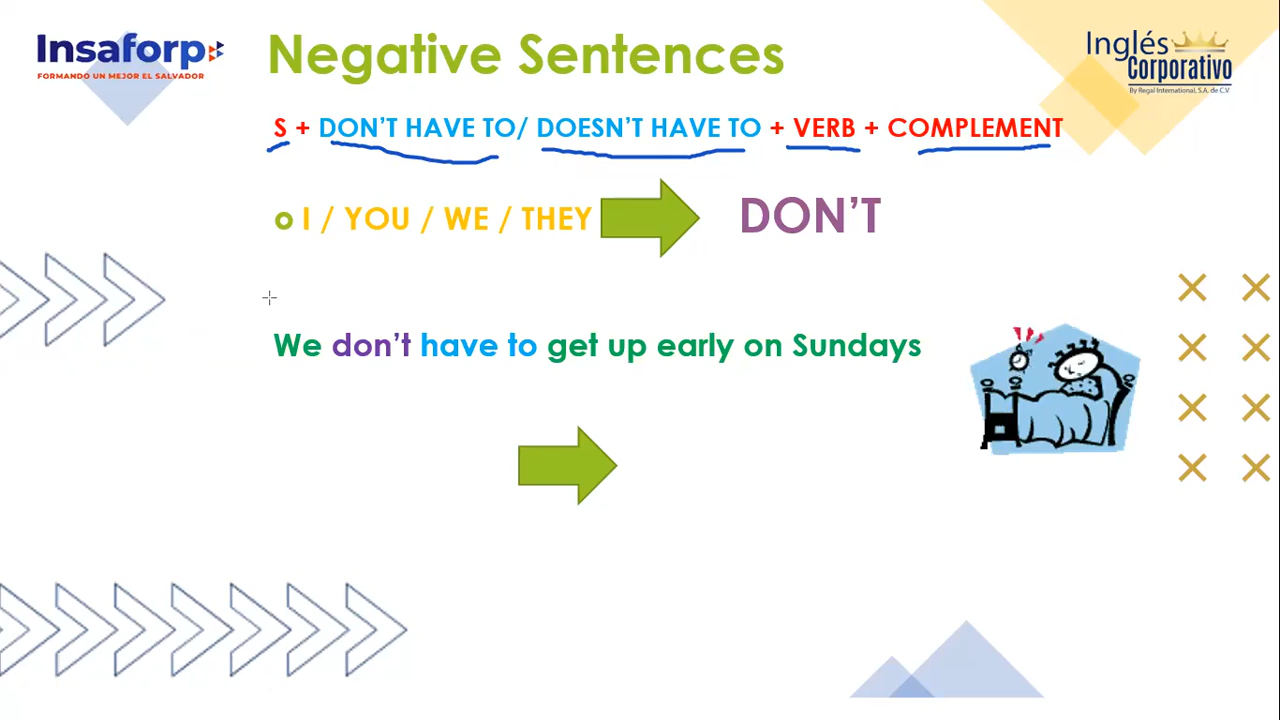 Insaforp
FORMANDO UN MEJOR EL SALVADOR
Negative Sentences
Inglés
Corporativo
By Regal International, S.A. de C.V.
S + DON'T HAVE TO/ DOESN'T HAVE TO + VERB + COMPLEMENT
I / YOU / WE / THEY
DON'T
We don't have to get up early on Sundays